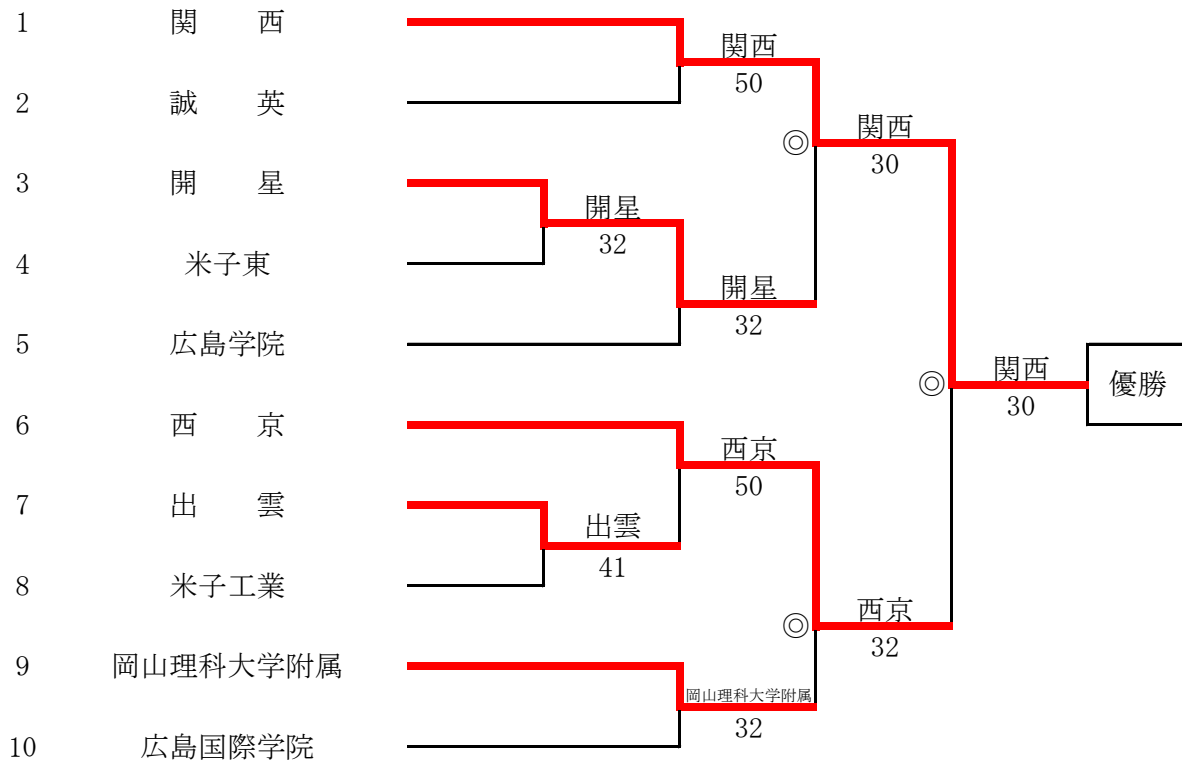 1 関 西
2 誠 英
3 開 星
4 米子東
5 広島学院
6 西 京
7 出 雲
8 米子工業
9 岡山理科大学附属
10 広島国際学院
開星
32
出雲
41
関西
50
開星
32
西京
50
岡山理科大学附属
32
◎
関西
30
◎
西京
32
◎
関西
30
優勝